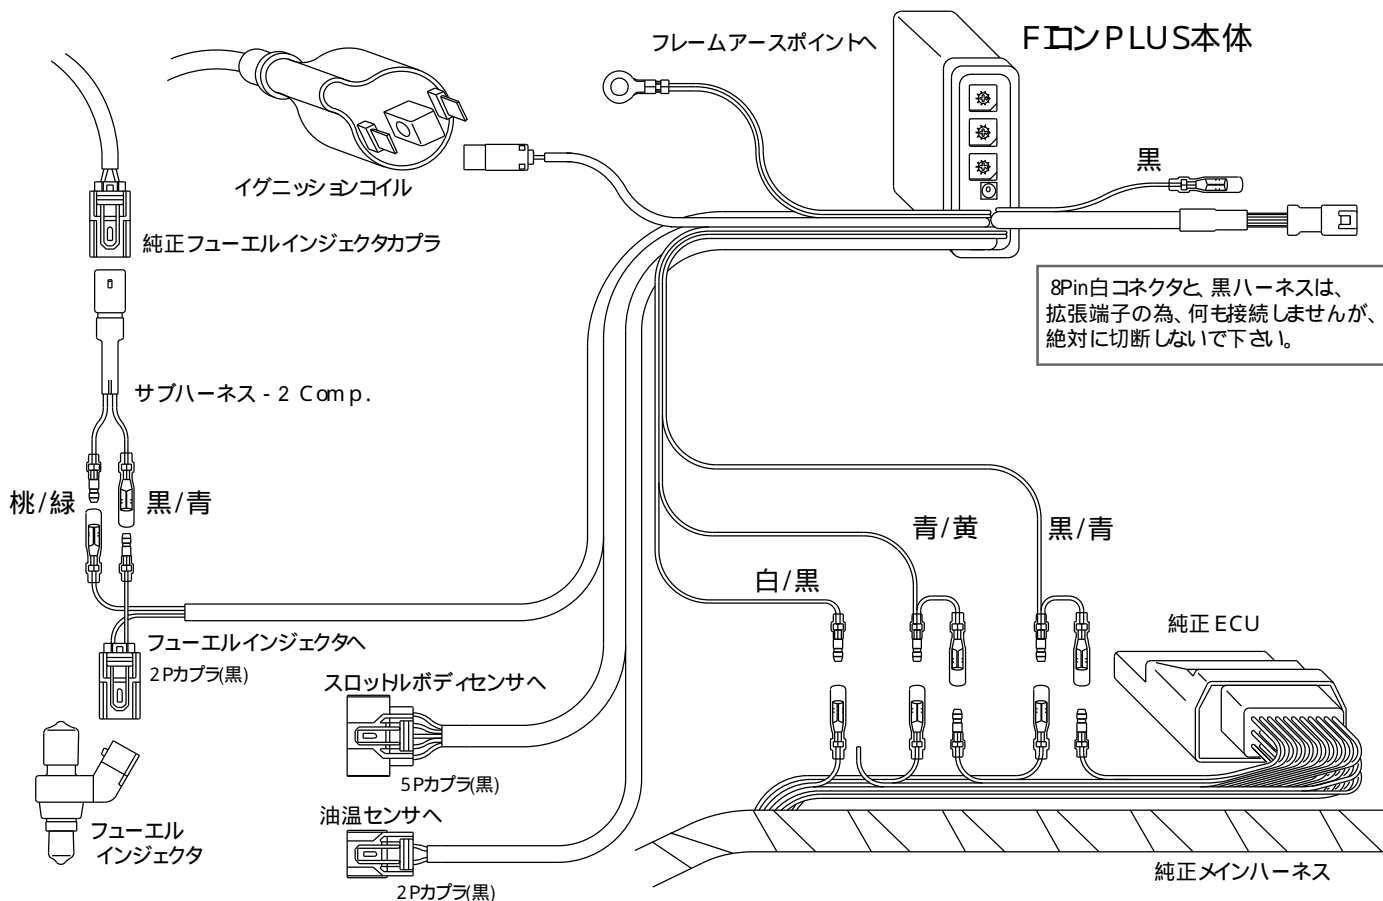 フレームアースポイントへ
FエロンPLUS本体
黒
イグニッションコイル
純正フューエルインジェクタカプラ
8Pin白コネクタと、黒ハーネスは、
拡張端子の為、何も接続しませんが、
絶対に切断しないで下さい。
サブハーネス - 2 Comp.
桃/緑
黒/青
青/黄
黒/青
白/黒
純正ECU
フューエルインジェクタへ
2Pカプラ(黒)
スロットルボディセンサへ
5Pカプラ(黒)
油温センサへ
フューエル
インジェクタ
2Pカプラ(黒)
純正メインハーネス